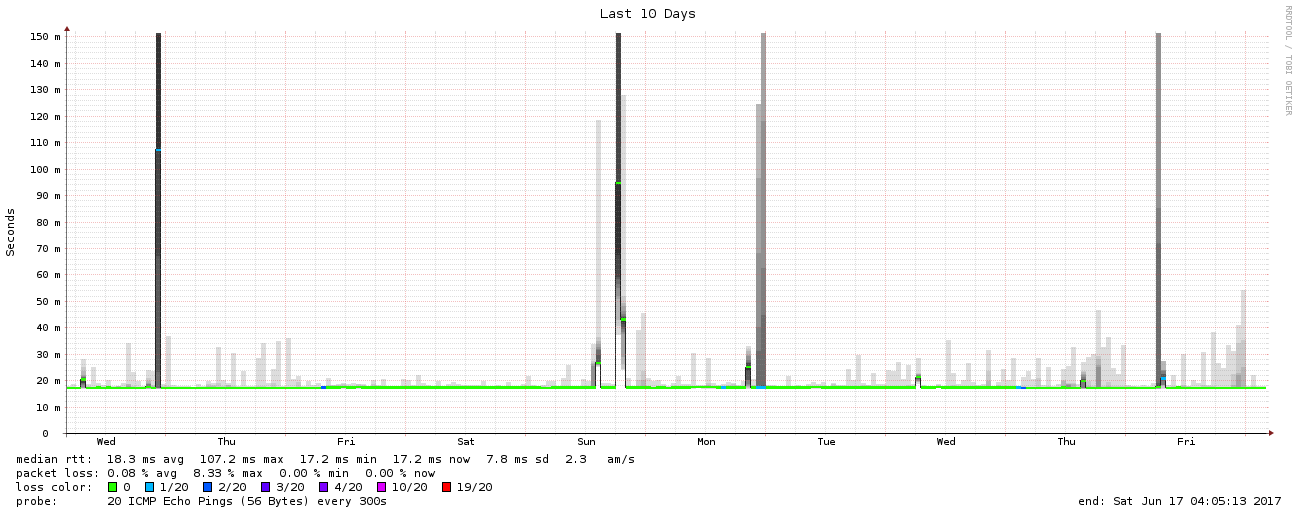 Last 10 Days
RRDTOOL / TOBI OETIKER
Seconds
150 m
140 m
130 m
120 m
110 m
100 m
90 m
80 m
70 m
60 m
50 m
40 m
30 m
20 m
10 m
0
Wed Thu Fri Sat Sun Mon Tue Wed Thu Fri
median rtt: 18.3 ms avg 107.2 ms max 17.2 ms min 17.2 ms now 7.8 ms sd 2.3 am/s
packet loss: 0.08 % avg 8.33 % max 0.00 % min 0.00 % now
loss color: 0 1/20 2/20 3/20 4/20 10/20 19/20
probe: 20 ICMP Echo Pings (56 Bytes) every 300s end: Sat Jun 17 04:05:13 2017